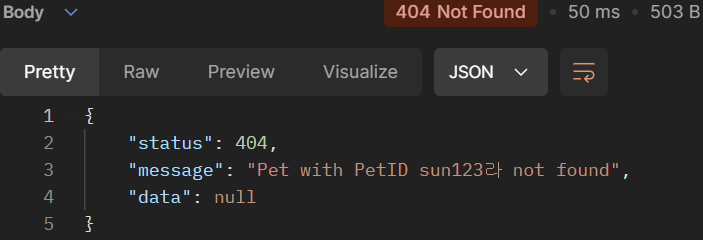 Body 404 Not Found • 50 ms • 503 B
Pretty Raw Preview Visualize JSON
1 {
2 "status": 404,
3 "message": "Pet with PetID sun123라 not found",
4 "data": null
5 }